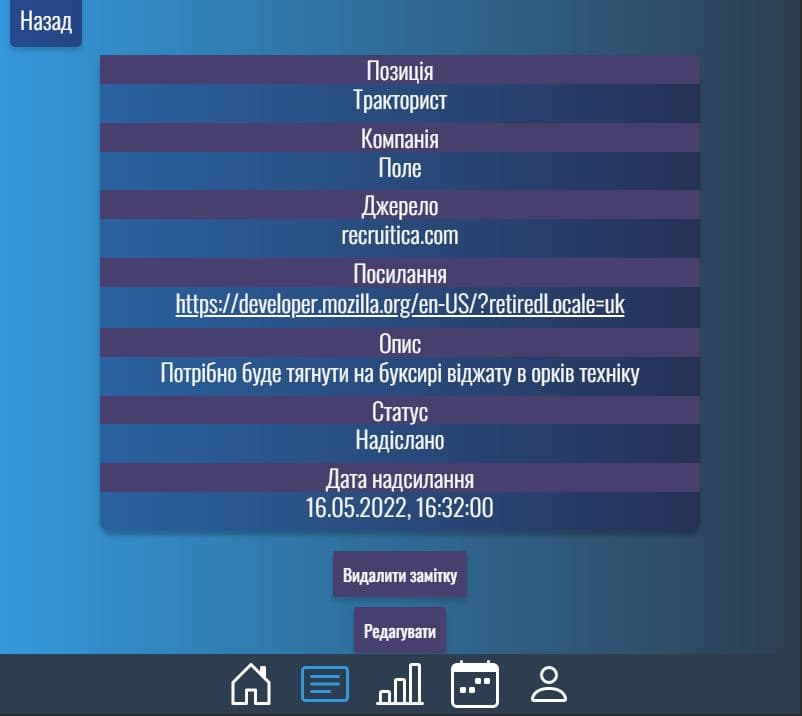 Назад
Позиція
Тракторист
Компанія
Поле
Джерело
recruitica.com
Посилання
https://developer.mozilla.org/en-US/?retiredLocale=uk
Опис
Потрібно буде тягнути на буксирі віджату в орків техніку
Статус
Надіслано
Дата надсилання
16.05.2022, 16:32:00
Видалити замітку
Редагувати